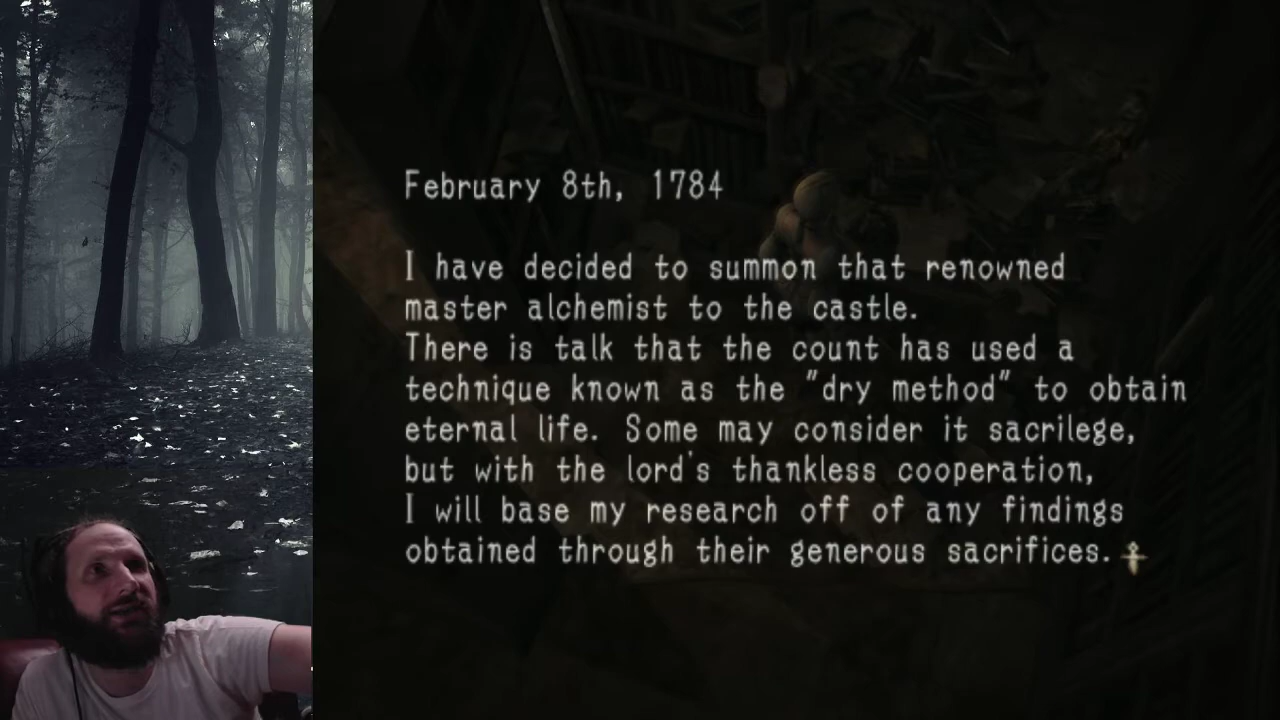 February 8th, 1784
I have decided to summon that renowned
master alchemist to the castle.
There is talk that the count has used a
technique known as the "dry method" to obtain
eternal life. Some may consider it sacrilege,
but with the lord's thankless cooperation,
I will base my research off of any findings
obtained through their generous sacrifices.